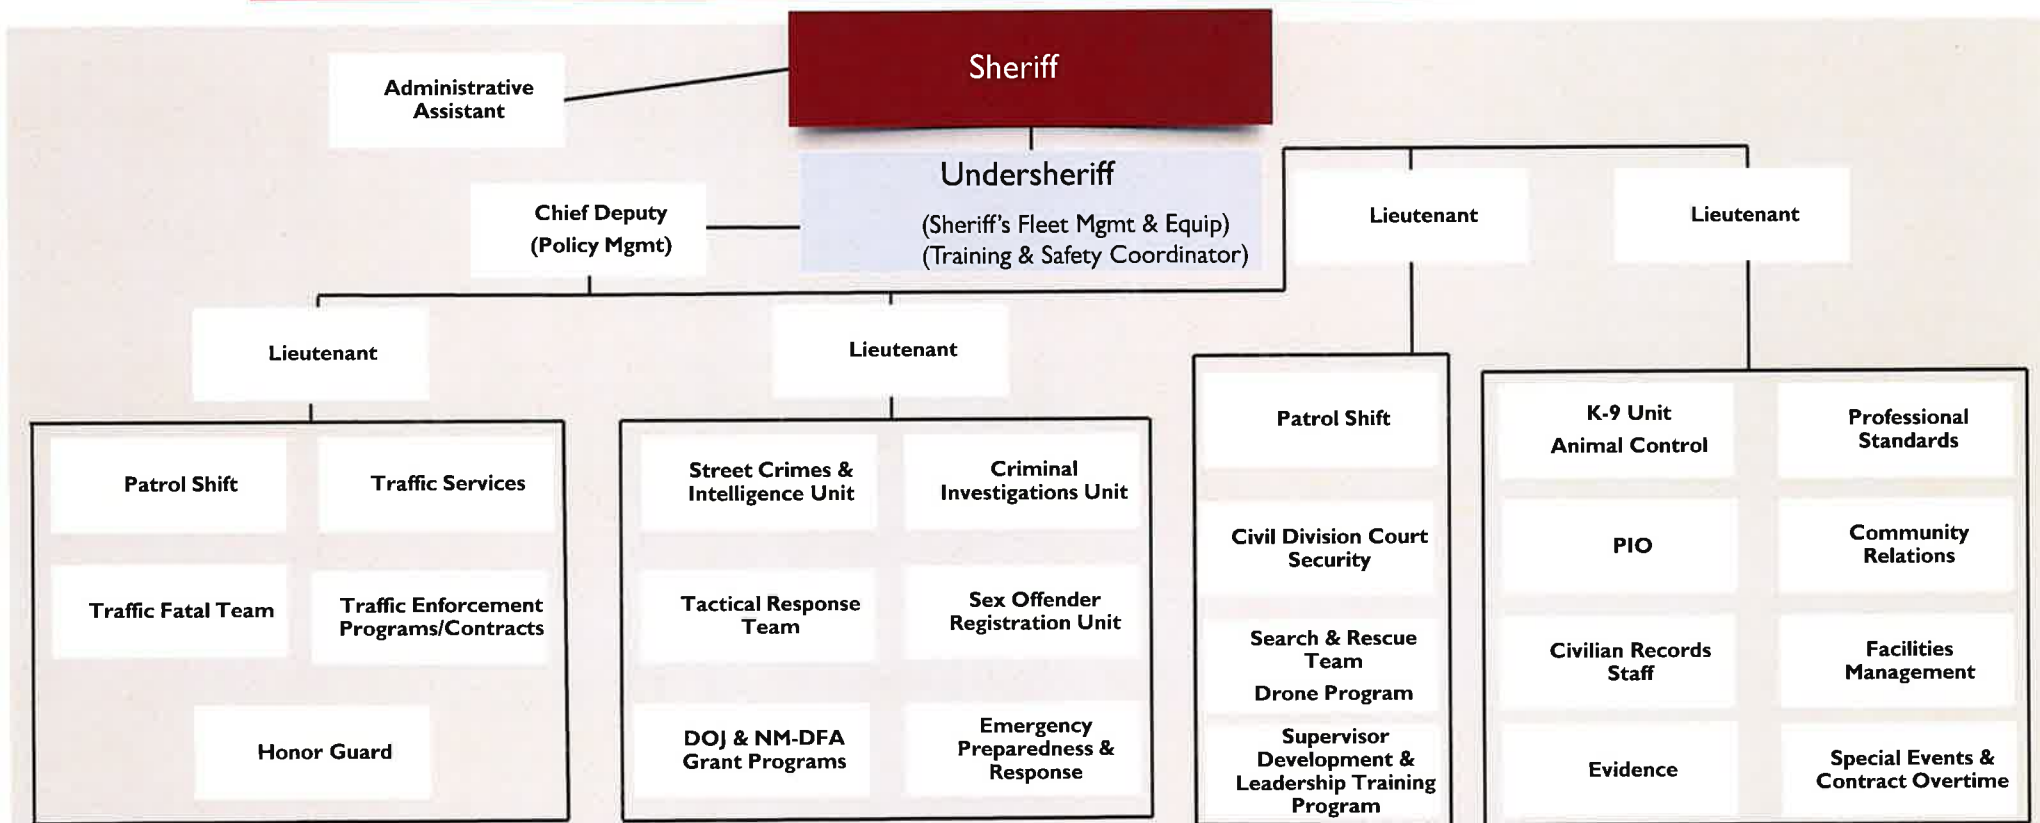 Sheriff
Administrative
Assistant
Undersheriff
(Sheriff's Fleet Mgmt & Equip)
(Training & Safety Coordinator)
Chief Deputy
(Policy Mgmt)
Lieutenant
Lieutenant
Lieutenant
Lieutenant
Patrol Shift
Traffic Services
Traffic Fatal Team
Traffic Enforcement
Programs/Contracts
Honor Guard
Street Crimes &
Intelligence Unit
Criminal
Investigations Unit
Tactical Response
Team
Sex Offender
Registration Unit
DOJ & NM-DFA
Grant Programs
Emergency
Preparedness &
Response
Patrol Shift
Civil Division Court
Security
Search & Rescue
Team
Drone Program
Supervisor
Development &
Leadership Training
Program
K-9 Unit
Animal Control
Professional
Standards
PIO
Community
Relations
Civilian Records
Staff
Facilities
Management
Evidence
Special Events &
Contract Overtime